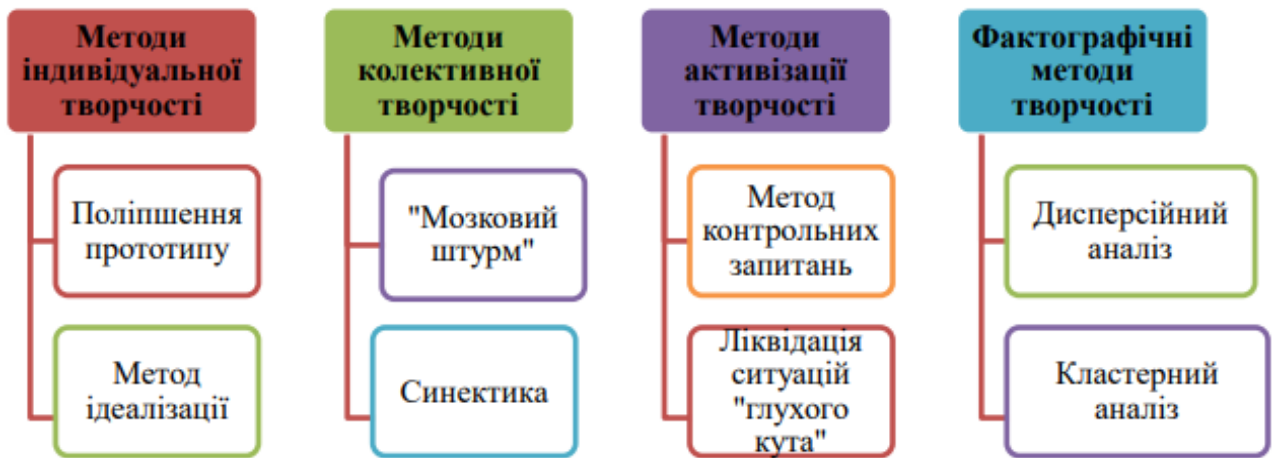 Методи
індивідуальної
творчості
Поліпшення
прототипу
Метод
ідеалізації
Методи
колективної
творчості
"Мозковий
штурм"
Синектика
Методи
активізації
творчості
Метод
контрольних
запитань
Ліквідація
ситуацій
"глухого
кута"
Фактографічні
методи
творчості
Дисперсійний
аналіз
Кластерний
аналіз